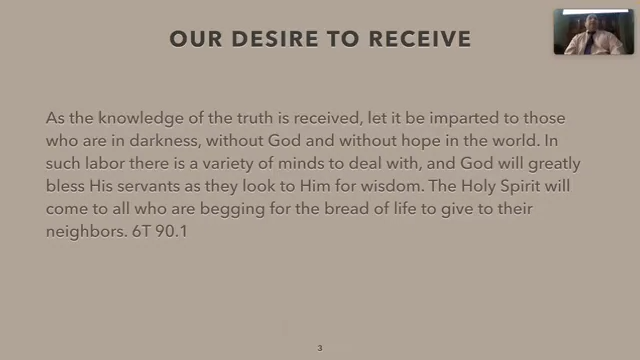 OUR DESIRE TO RECEIVE
As the knowledge of the truth is received, let it be imparted to those
who are in darkness, without God and without hope in the world. In
such labor there is a variety of minds to deal with, and God will greatly
bless His servants as they look to Him for wisdom. The Holy Spirit will
come to all who are begging for the bread of life to give to their
neighbors. 6T 90.1
3